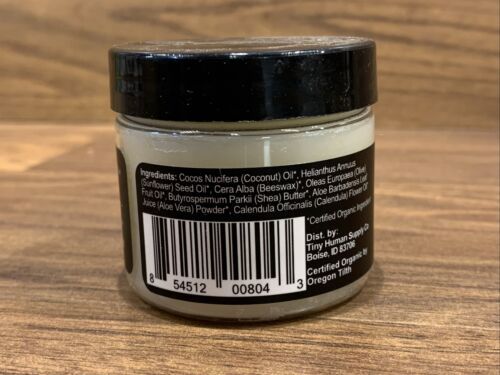 Ingredients: Cocos Nucifera (Coconut) Oil*, Helianthus Annuus
(Sunflower) Seed Oil*, Cera Alba (Beeswax)*, Oleas Europaea (Olive)
Fruit Oil*, Butyrospermum Parkii (Shea) Butter*, Aloe Barbadensis Leaf
Juice (Aloe Vera) Powder*, Calendula Officinalis (Calendula) Flower Oil*
*Certified Organic Ingredient
Dist. by:
Tiny Human Supply Co.
Boise, ID 83706
Certified Organic by
Oregon Tilth
8 54512 00804 3